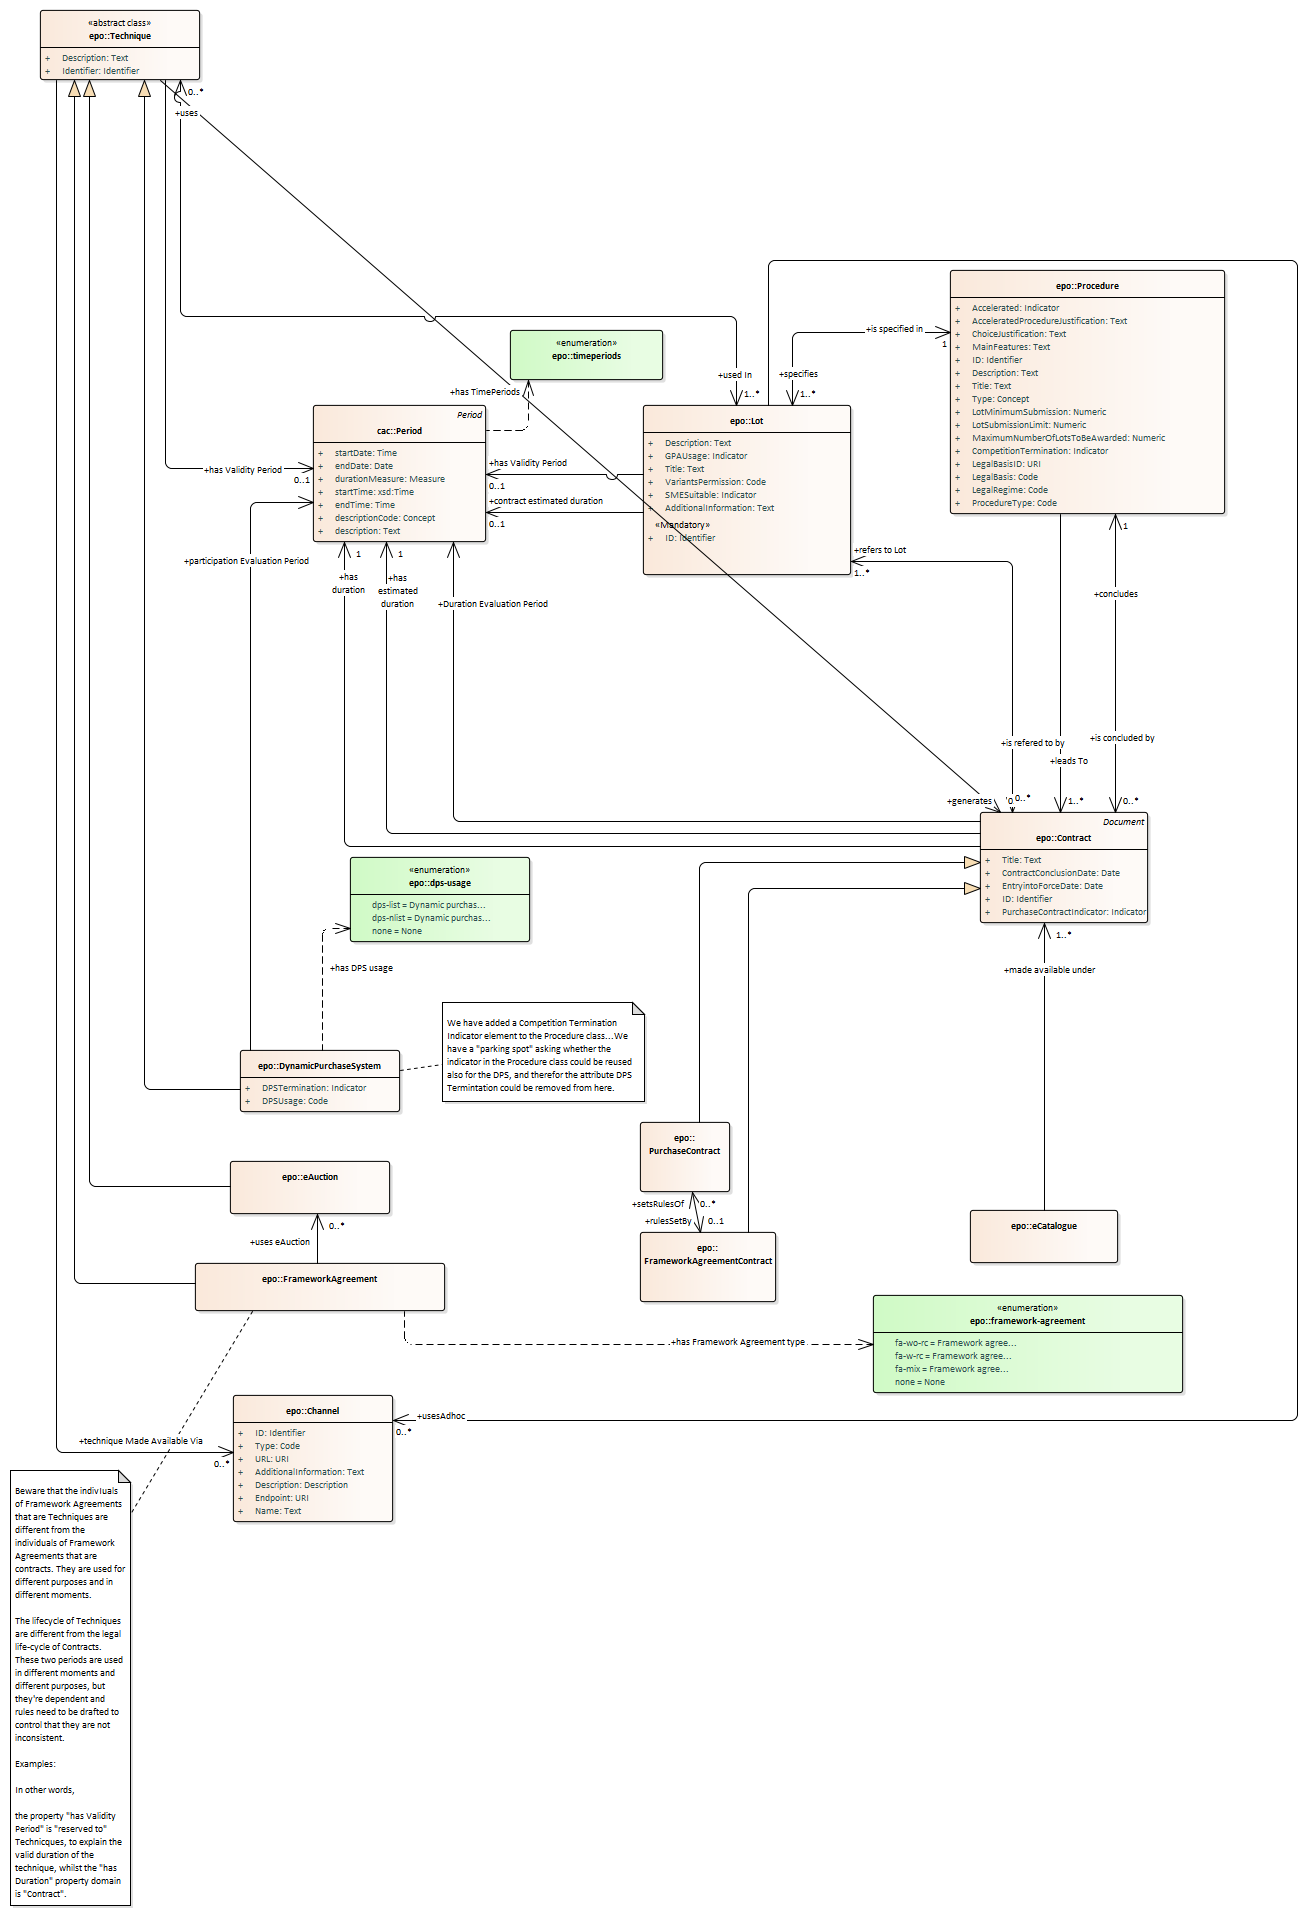 «abstract class»
epo::Technique
+ Description: Text
+ Identifier: Identifier
0..*
+uses
epo::Procedure
+ Accelerated: Indicator
+ AcceleratedProcedureJustification: Text
+ ChoiceJustification: Text
+ MainFeatures: Text
+ ID: Identifier
+ Description: Text
+ Title: Text
+ Type: Concept
+ LotMinimumSubmission: Numeric
+ LotSubmissionLimit: Numeric
+ MaximumNumberOfLotsToBeAwarded: Numeric
+ CompetitionTermination: Indicator
+ LegalBasisID: URI
+ LegalBasis: Code
+ LegalRegime: Code
+ ProcedureType: Code
+is specified in
1
+specifies
1..*
+used In
1..*
«enumeration»
epo::timeperiods
+has TimePeriods
Period
cac::Period
+ startDate: Time
+ endDate: Date
+ durationMeasure: Measure
+ startTime: xsd:Time
+ endTime: Time
+ descriptionCode: Concept
+ description: Text
epo::Lot
+ Description: Text
+ GPAUsage: Indicator
+ Title: Text
+ VariantsPermission: Code
+ SMESuitable: Indicator
+ AdditionalInformation: Text
«Mandatory»
+ ID: Identifier
+has Validity Period
0..1
+has Validity Period
0..1
+contract estimated duration
0..1
+participation Evaluation Period
1
+has
duration
1
+has
estimated
duration
+Duration Evaluation Period
+refers to Lot
1..*
+concludes
1
+is refered to by
0..*
+leads To
1..*
+is concluded by
0..*
+generates
0
Document
epo::Contract
+ Title: Text
+ ContractConclusionDate: Date
+ EntryintoForceDate: Date
+ ID: Identifier
+ PurchaseContractIndicator: Indicator
1..*
+made available under
«enumeration»
epo::dps-usage
dps-list = Dynamic purchas...
dps-nlist = Dynamic purchas...
none = None
+has DPS usage
We have added a Competition Termination
Indicator element to the Procedure class...We
have a "parking spot" asking whether the
indicator in the Procedure class could be reused
also for the DPS, and therefor the attribute DPS
Termintation could be removed from here.
epo::DynamicPurchaseSystem
+ DPSTermination: Indicator
+ DPSUsage: Code
epo::
PurchaseContract
+setsRulesOf
0..*
+rulesSetBy
0..1
epo::
FrameworkAgreementContract
epo::eCatalogue
epo::eAuction
0..*
+uses eAuction
epo::FrameworkAgreement
+has Framework Agreement type
«enumeration»
epo::framework-agreement
fa-wo-rc = Framework agree...
fa-w-rc = Framework agree...
fa-mix = Framework agree...
none = None
epo::Channel
+ ID: Identifier
+ Type: Code
+ URL: URI
+ AdditionalInformation: Text
+ Description: Description
+ Endpoint: URI
+ Name: Text
+usesAdhoc
0..*
+technique Made Available Via
0..*
Beware that the indivIuals
of Framework Agreements
that are Techniques are
different from the
individuals of Framework
Agreements that are
contracts. They are used for
different purposes and in
different moments.
The lifecycle of Techniques
are different from the legal
life-cycle of Contracts.
These two periods are used
in different moments and
different purposes, but
they're dependent and
rules need to be drafted to
control that they are not
inconsistent.
Examples:
In other words,
the property "has Validity
Period" is "reserved to"
Technicques, to explain the
valid duration of the
technique, whilst the "has
Duration" property domain
is "Contract".